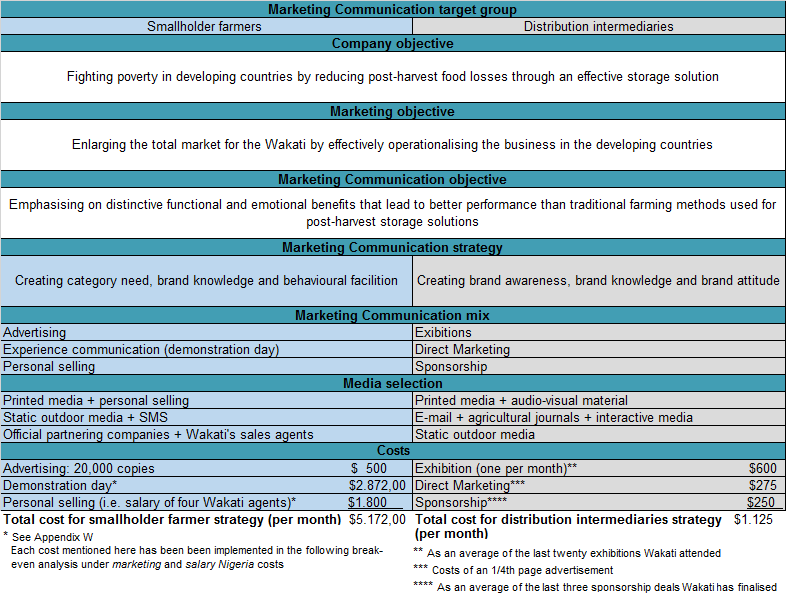 Marketing Communication target group
Smallholder farmers
Distribution intermediaries
Company objective
Fighting poverty in developing countries by reducing post-harvest food losses through an effective storage solution
Marketing objective
Enlarging the total market for the Wakati by effectively operationalising the business in the developing countries
Marketing Communication objective
Emphasising on distinctive functional and emotional benefits that lead to better performance than traditional farming methods used for
post-harvest storage solutions
Marketing Communication strategy
Creating category need, brand knowledge and behavioural facilition
Creating brand awareness, brand knowledge and brand attitude
Marketing Communication mix
Advertising
Exibitions
Experience communication (demonstration day)
Direct Marketing
Personal selling
Sponsorship
Media selection
Printed media + personal selling
Printed media + audio-visual material
Static outdoor media + SMS
E-mail + agricultural journals + interactive media
Official partnering companies + Wakati's sales agents
Static outdoor media
Costs
Advertising: 20,000 copies $ 500
Exhibition (one per month)** $600
Demonstration day* $2.872,00
Direct Marketing*** $275
Personal selling (i.e. salary of four Wakati agents)* $1.800
Sponsorship**** $250
Total cost for smallholder farmer strategy (per month) $5.172,00
Total cost for distribution intermediaries strategy $1.125
(per month)
* See Appendix W
Each cost mentioned here has been been implemented in the following break-
even analysis under marketing and salary Nigeria costs
** As an average of the last twenty exhibitions Wakati attended
*** Costs of an 1/4th page advertisement
**** As an average of the last three sponsorship deals Wakati has finalised